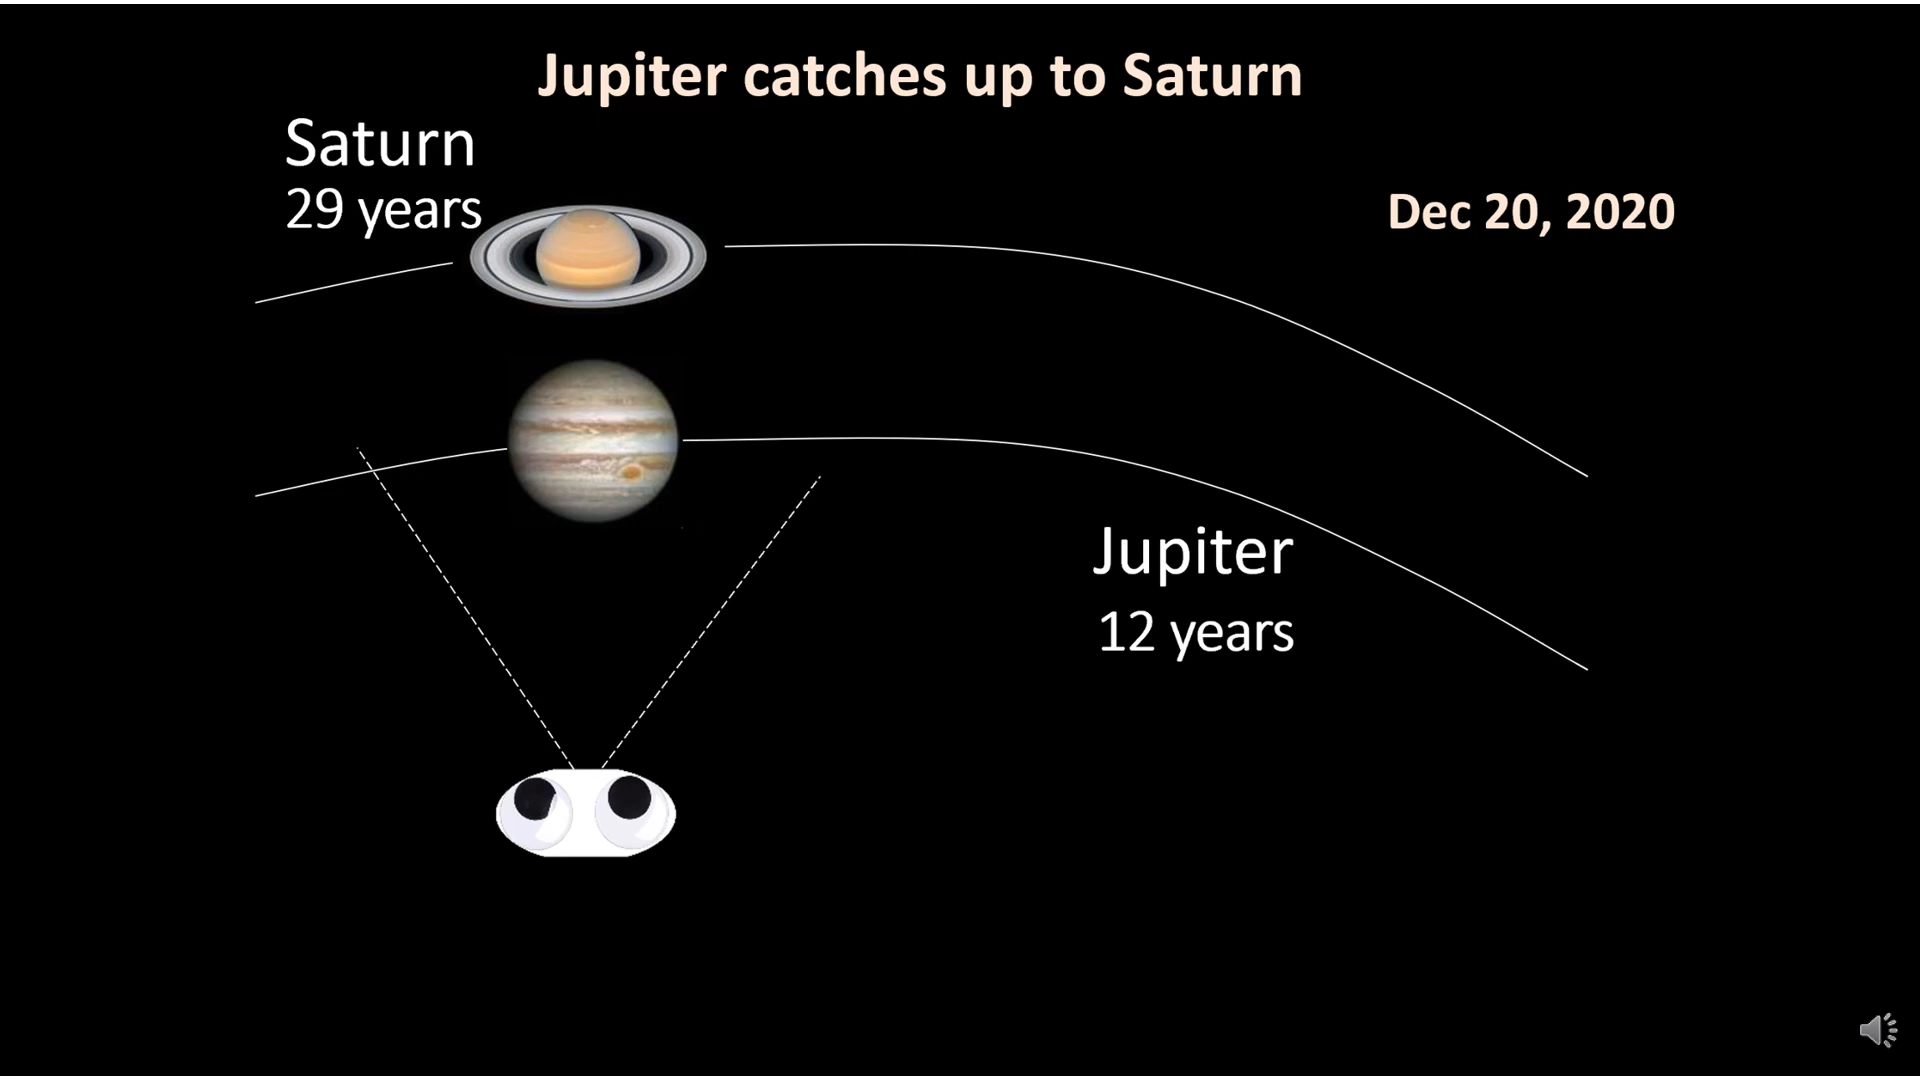 Jupiter catches up to Saturn
Saturn
29 years
Dec 20, 2020
Jupiter
12 years